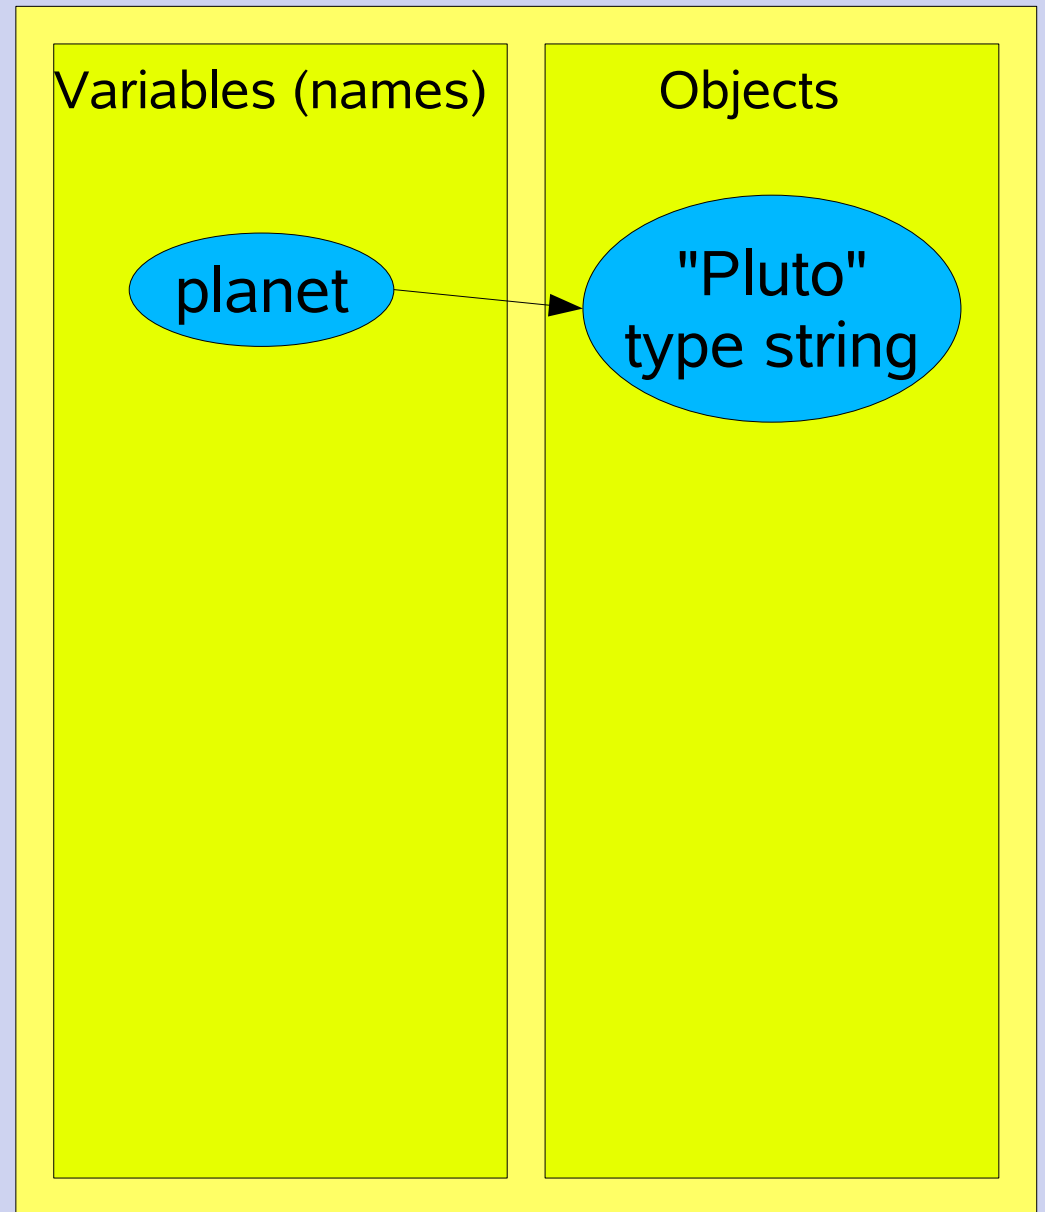 Variables (names)
Objects
planet
"Pluto"
type string